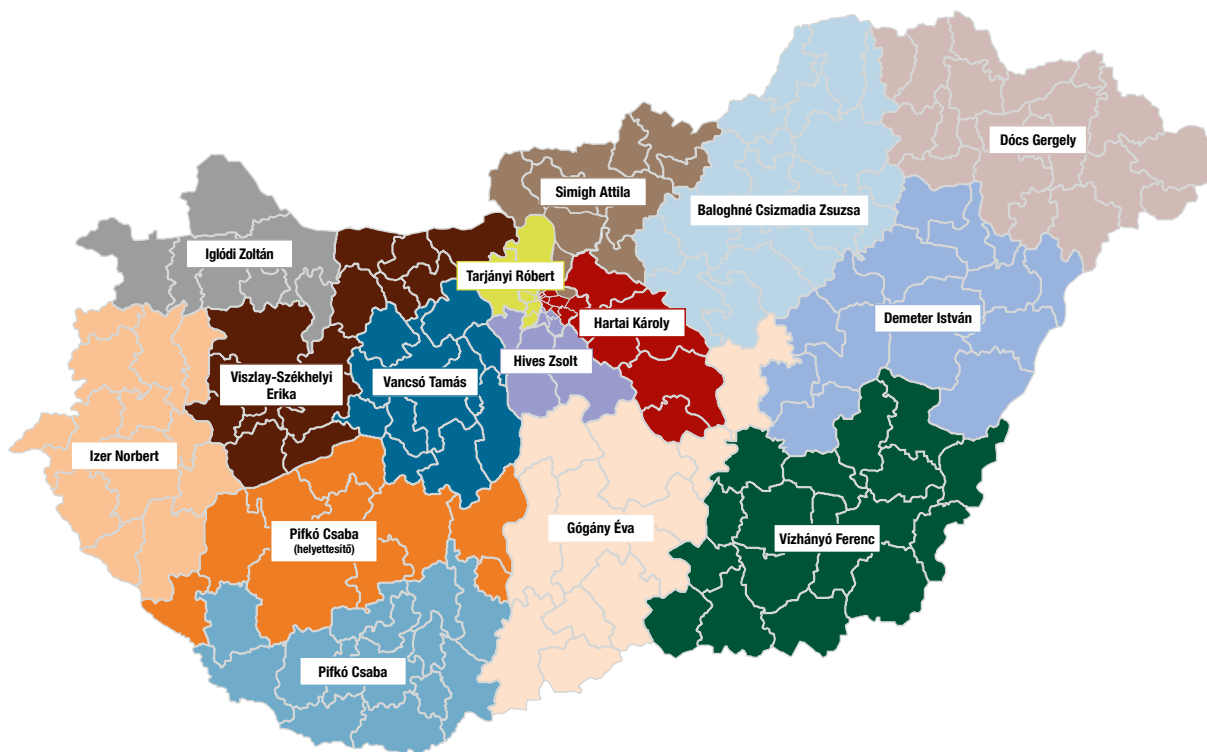 Dócs Gergely
Simigh Attila
Baloghné Csizmadia Zsuzsa
Iglódi Zoltán
Tarjányi Róbert
Hartai Károly
Demeter István
Hives Zsolt
Viszlay-Székhelyi
Erika
Vancsó Tamás
Izer Norbert
Pifkó Csaba
(helyettesítő)
Gógány Éva
Vízhányó Ferenc
Pifkó Csaba